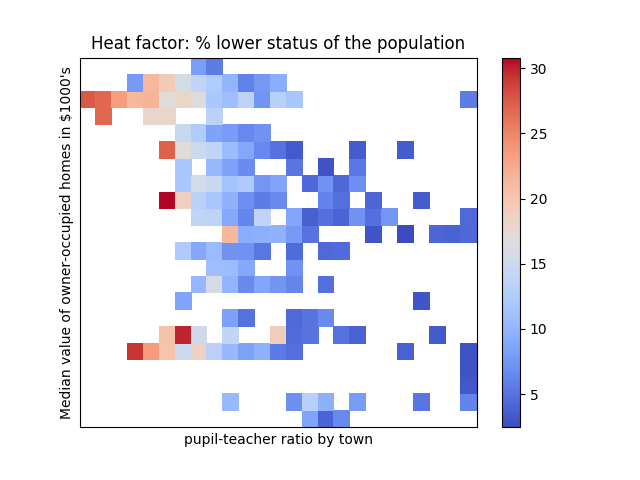 Heat factor: % lower status of the population
Median value of owner-occupied homes in $1000's
pupil-teacher ratio by town
30
25
20
15
10
5